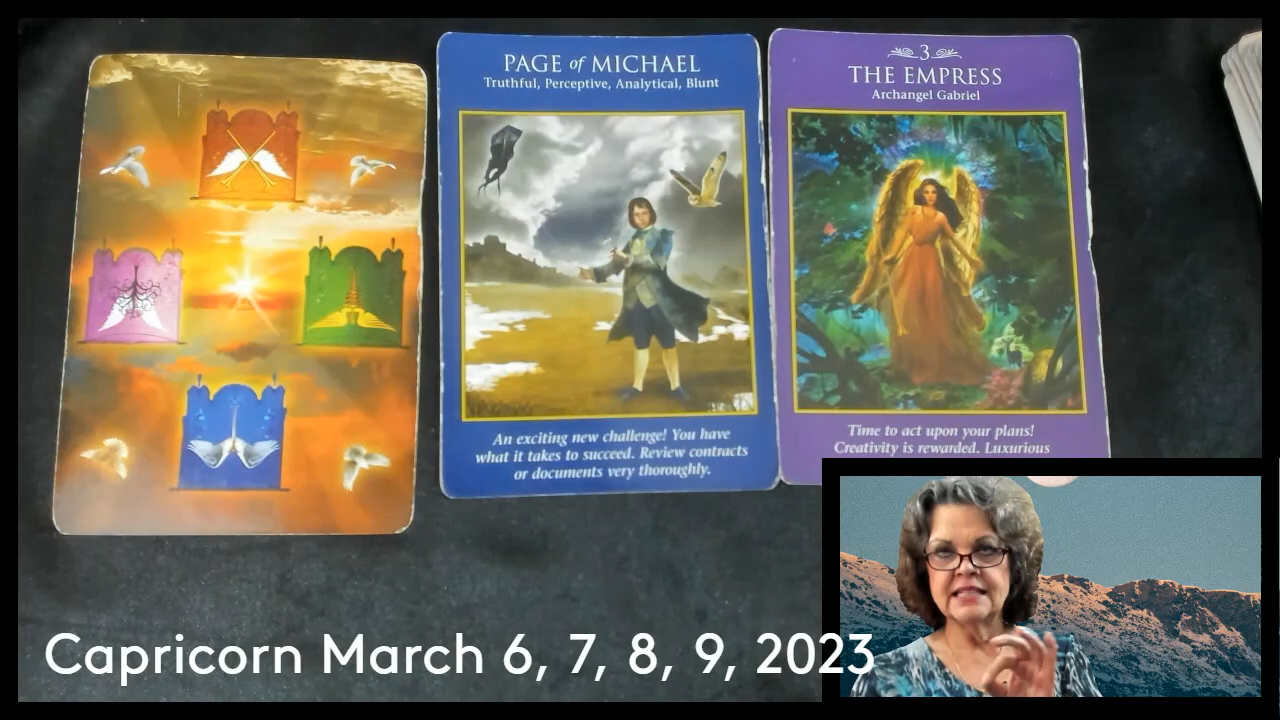 PAGE of MICHAEL
Truthful, Perceptive, Analytical, Blunt
An exciting new challenge! You have
what it takes to succeed. Review contracts
or documents very thoroughly.
3
THE EMPRESS
Archangel Gabriel
Time to act upon your plans!
Creativity is rewarded. Luxurious
Capricorn March 6, 7, 8, 9, 2023